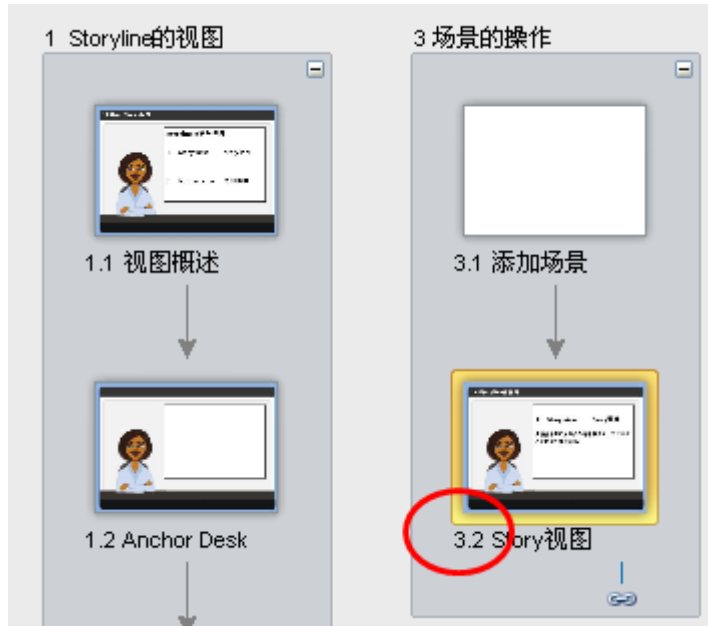 1 Storyline的视图
3 场景的操作
1.1 视图概述
3.1 添加场景
1.2 Anchor Desk
3.2 Story视图